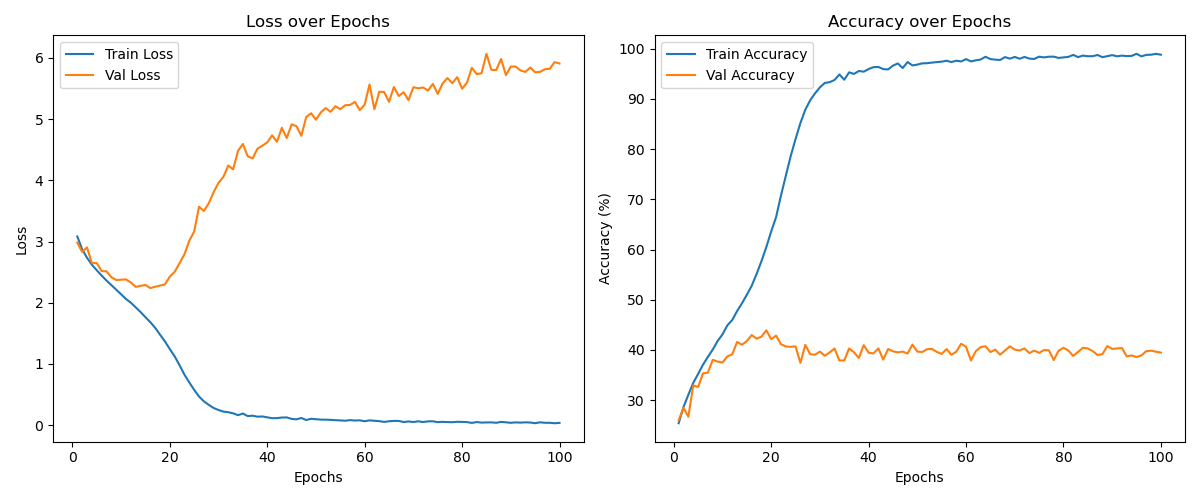 Loss over Epochs
Train Loss
Val Loss
6
5
4
3
2
1
0
Loss
0 20 40 60 80 100
Epochs
Accuracy over Epochs
Train Accuracy
Val Accuracy
100
90
80
70
60
50
40
30
Accuracy (%)
0 20 40 60 80 100
Epochs